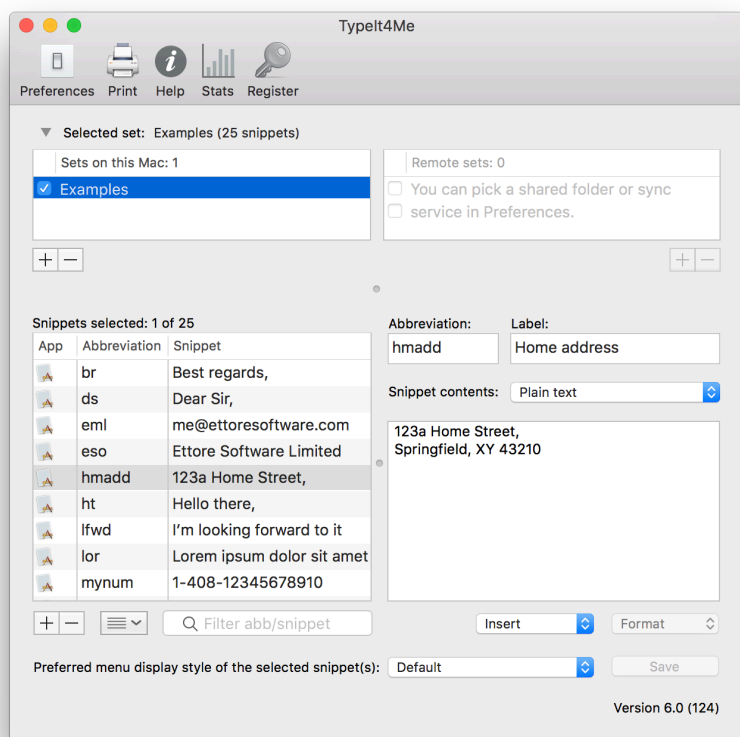 TypeIt4Me
Preferences Print Help Stats Register
Selected set: Examples (25 snippets)
Sets on this Mac: 1
Examples
Remote sets: 0
You can pick a shared folder or sync
service in Preferences.
Snippets selected: 1 of 25
App Abbreviation Snippet
br Best regards,
ds Dear Sir,
eml me@ettoresoftware.com
eso Ettore Software Limited
hmadd 123a Home Street,
ht Hello there,
lfwd I’m looking forward to it
lor Lorem ipsum dolor sit amet
mynum 1-408-12345678910
Filter abb/snippet
Abbreviation: Label:
hmadd Home address
Snippet contents: Plain text
123a Home Street,
Springfield, XY 43210
Insert Format
Preferred menu display style of the selected snippet(s): Default Save
Version 6.0 (124)